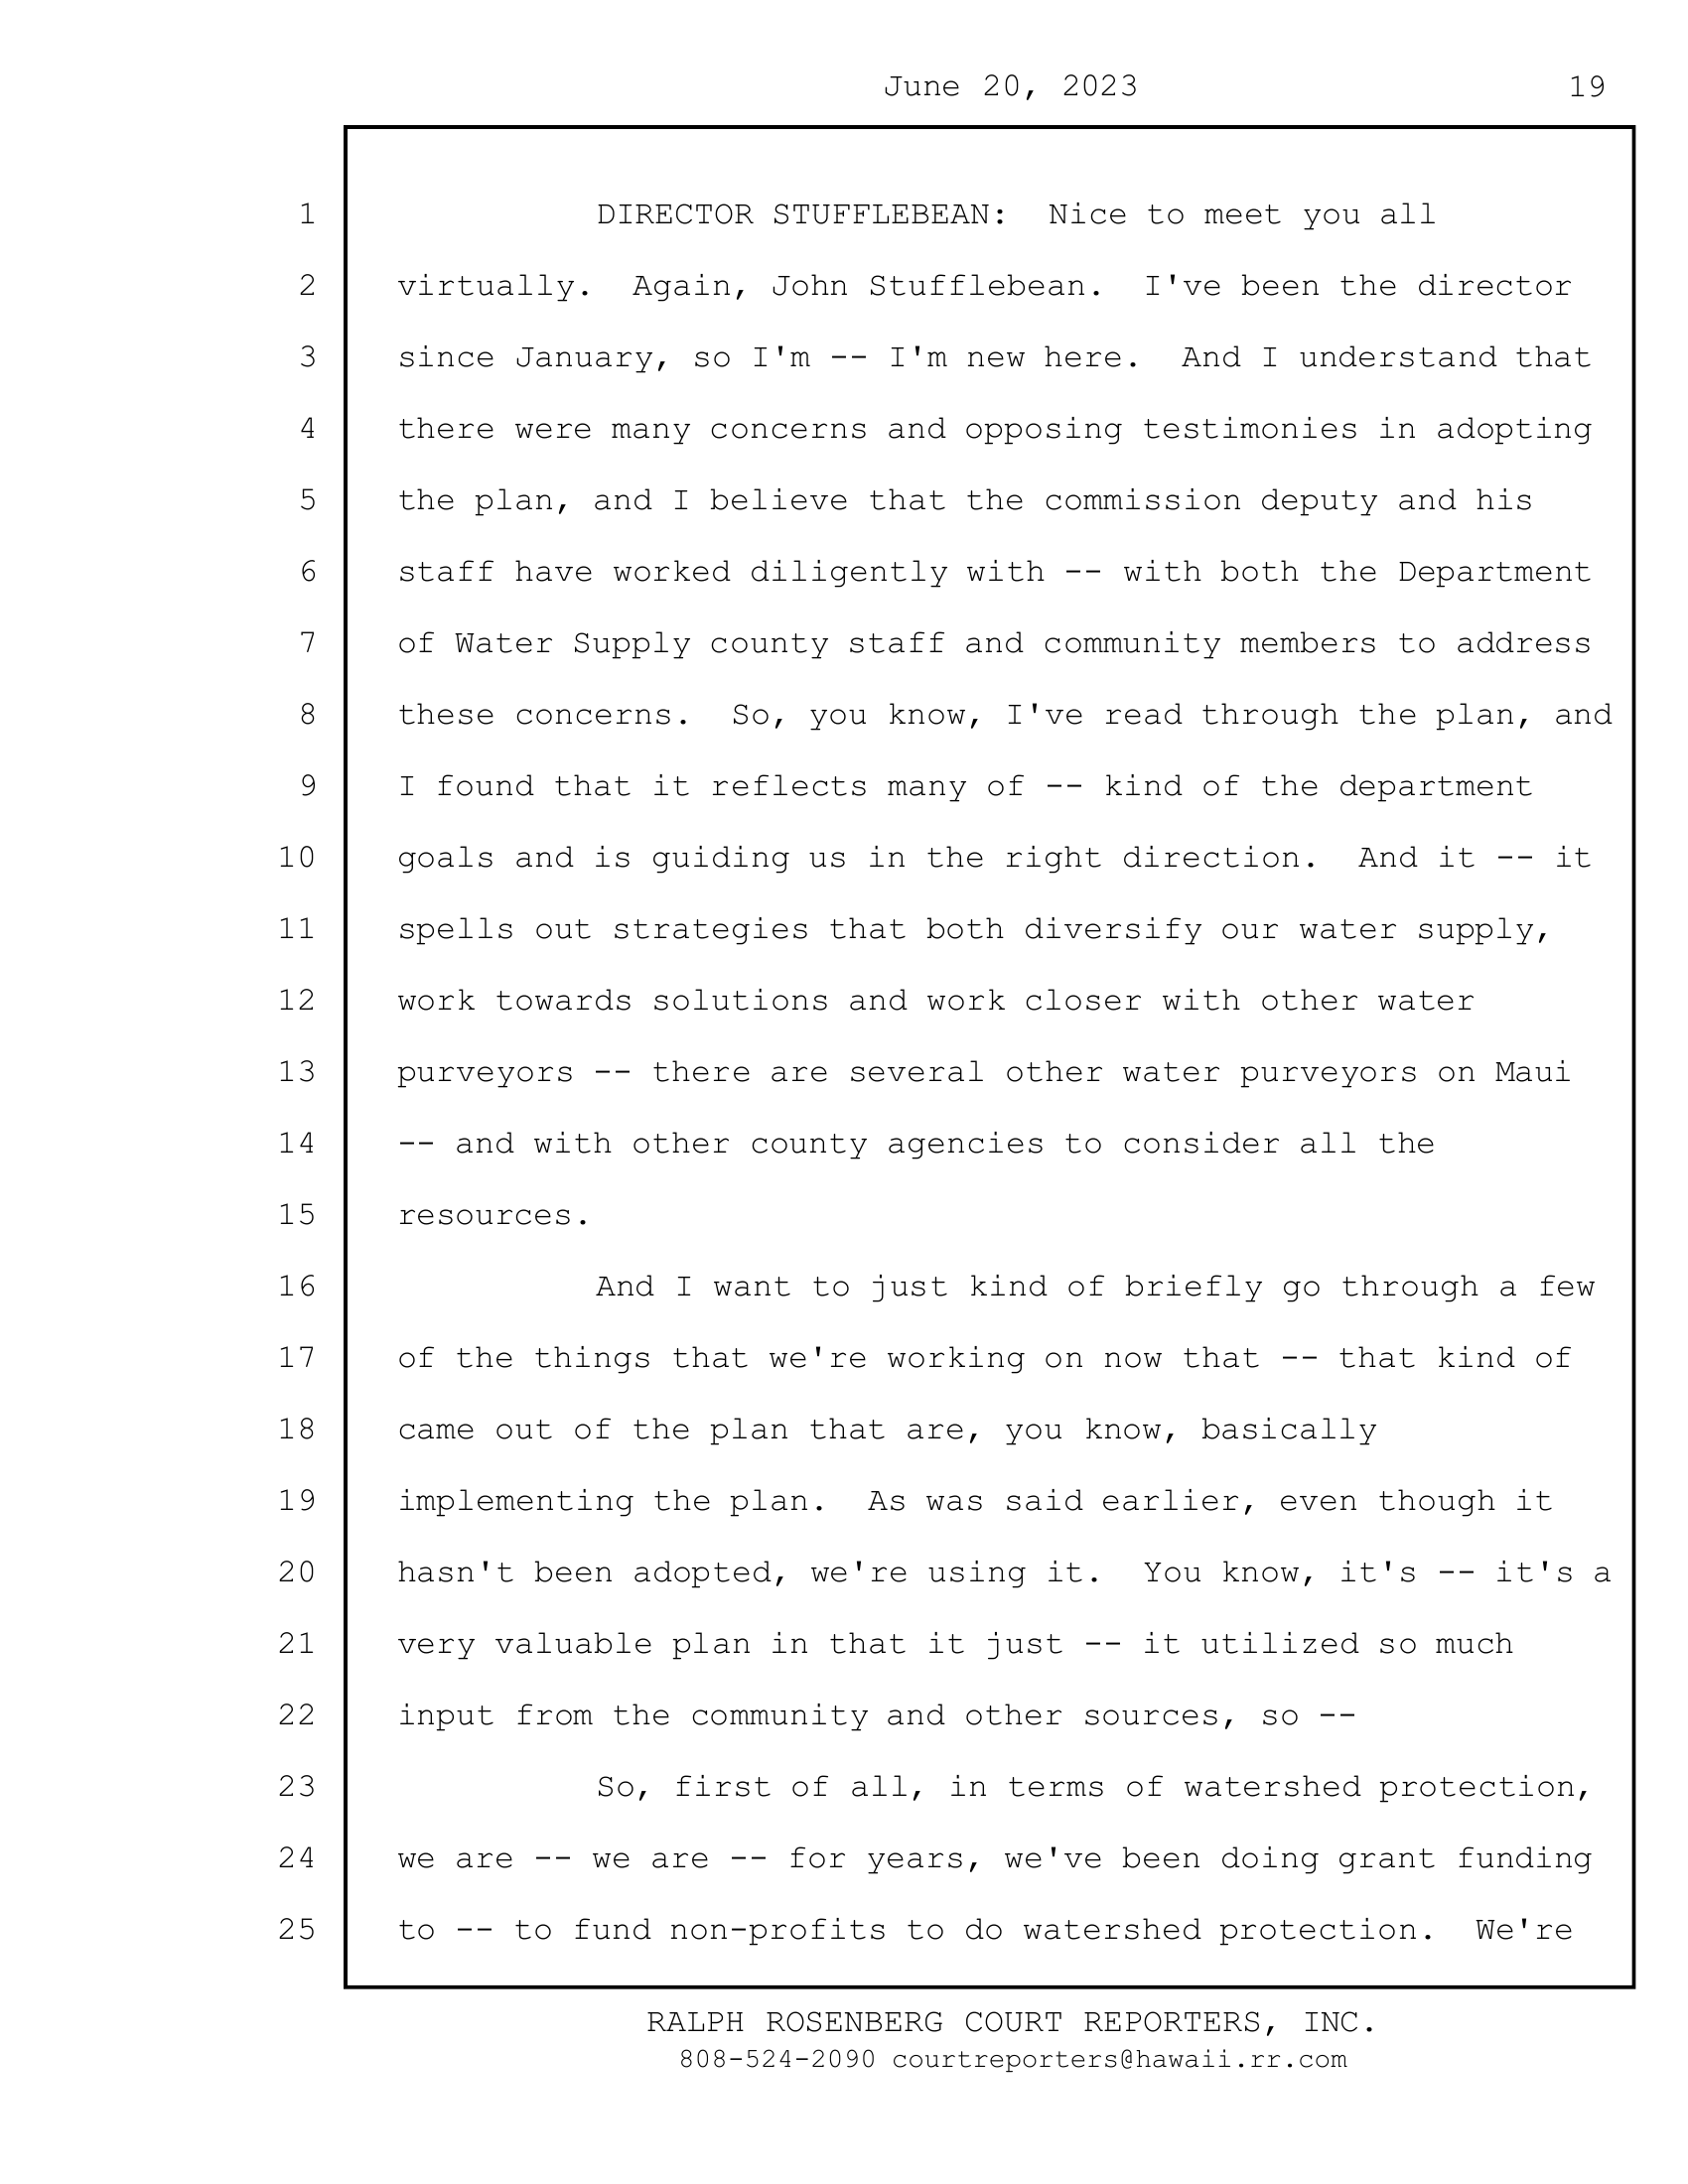 June 20, 2023 19
1 DIRECTOR STUFFLEBEAN:  Nice to meet you all
2 virtually.  Again, John Stufflebean.  I've been the director
3 since January, so I'm -- I'm new here.  And I understand that
4 there were many concerns and opposing testimonies in adopting
5 the plan, and I believe that the commission deputy and his
6 staff have worked diligently with -- with both the Department
7 of Water Supply county staff and community members to address
8 these concerns.  So, you know, I've read through the plan, and
9 I found that it reflects many of -- kind of the department
10 goals and is guiding us in the right direction.  And it -- it
11 spells out strategies that both diversify our water supply,
12 work towards solutions and work closer with other water
13 purveyors -- there are several other water purveyors on Maui
14 -- and with other county agencies to consider all the
15 resources.
16 And I want to just kind of briefly go through a few
17 of the things that we're working on now that -- that kind of
18 came out of the plan that are, you know, basically
19 implementing the plan.  As was said earlier, even though it
20 hasn't been adopted, we're using it.  You know, it's -- it's a
21 very valuable plan in that it just -- it utilized so much
22 input from the community and other sources, so --
23 So, first of all, in terms of watershed protection,
24 we are -- we are -- for years, we've been doing grant funding
25 to -- to fund non-profits to do watershed protection.  We're
RALPH ROSENBERG COURT REPORTERS, INC.
808-524-2090 courtreporters@hawaii.rr.com